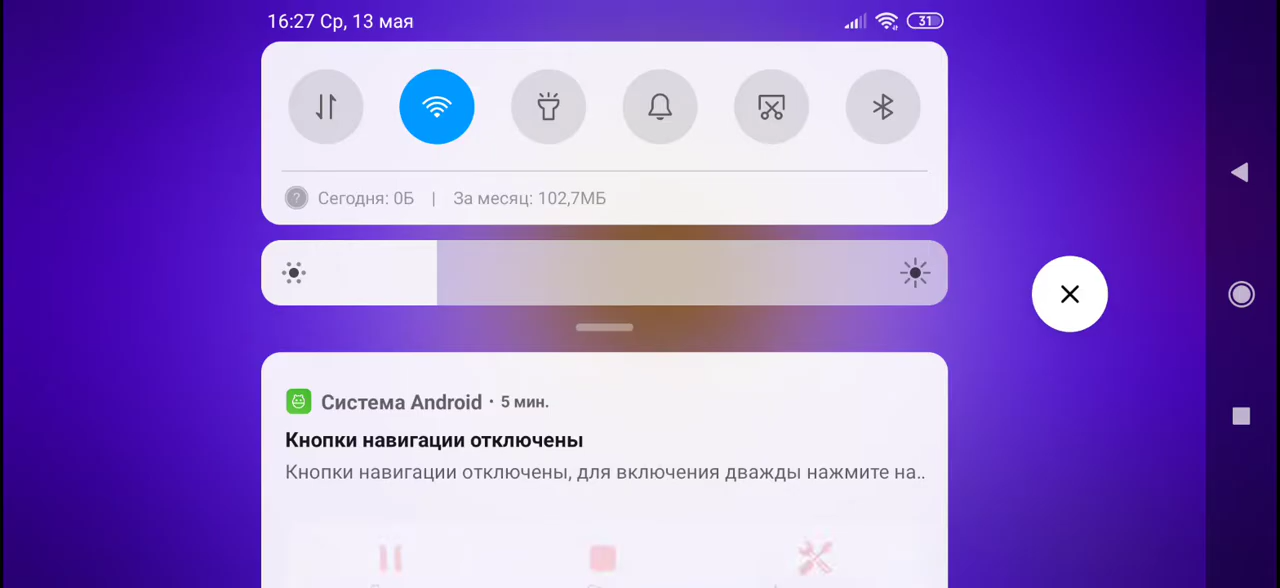 16:27 Ср, 13 мая
31
Сегодня: 0Б | За месяц: 102,7МБ
Система Android · 5 мин.
Кнопки навигации отключены
Кнопки навигации отключены, для включения дважды нажмите на..